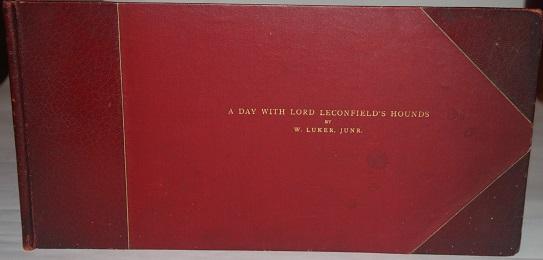 A DAY WITH LORD LECONFIELD'S HOUNDS
BY
W. LUKER, JUNR.